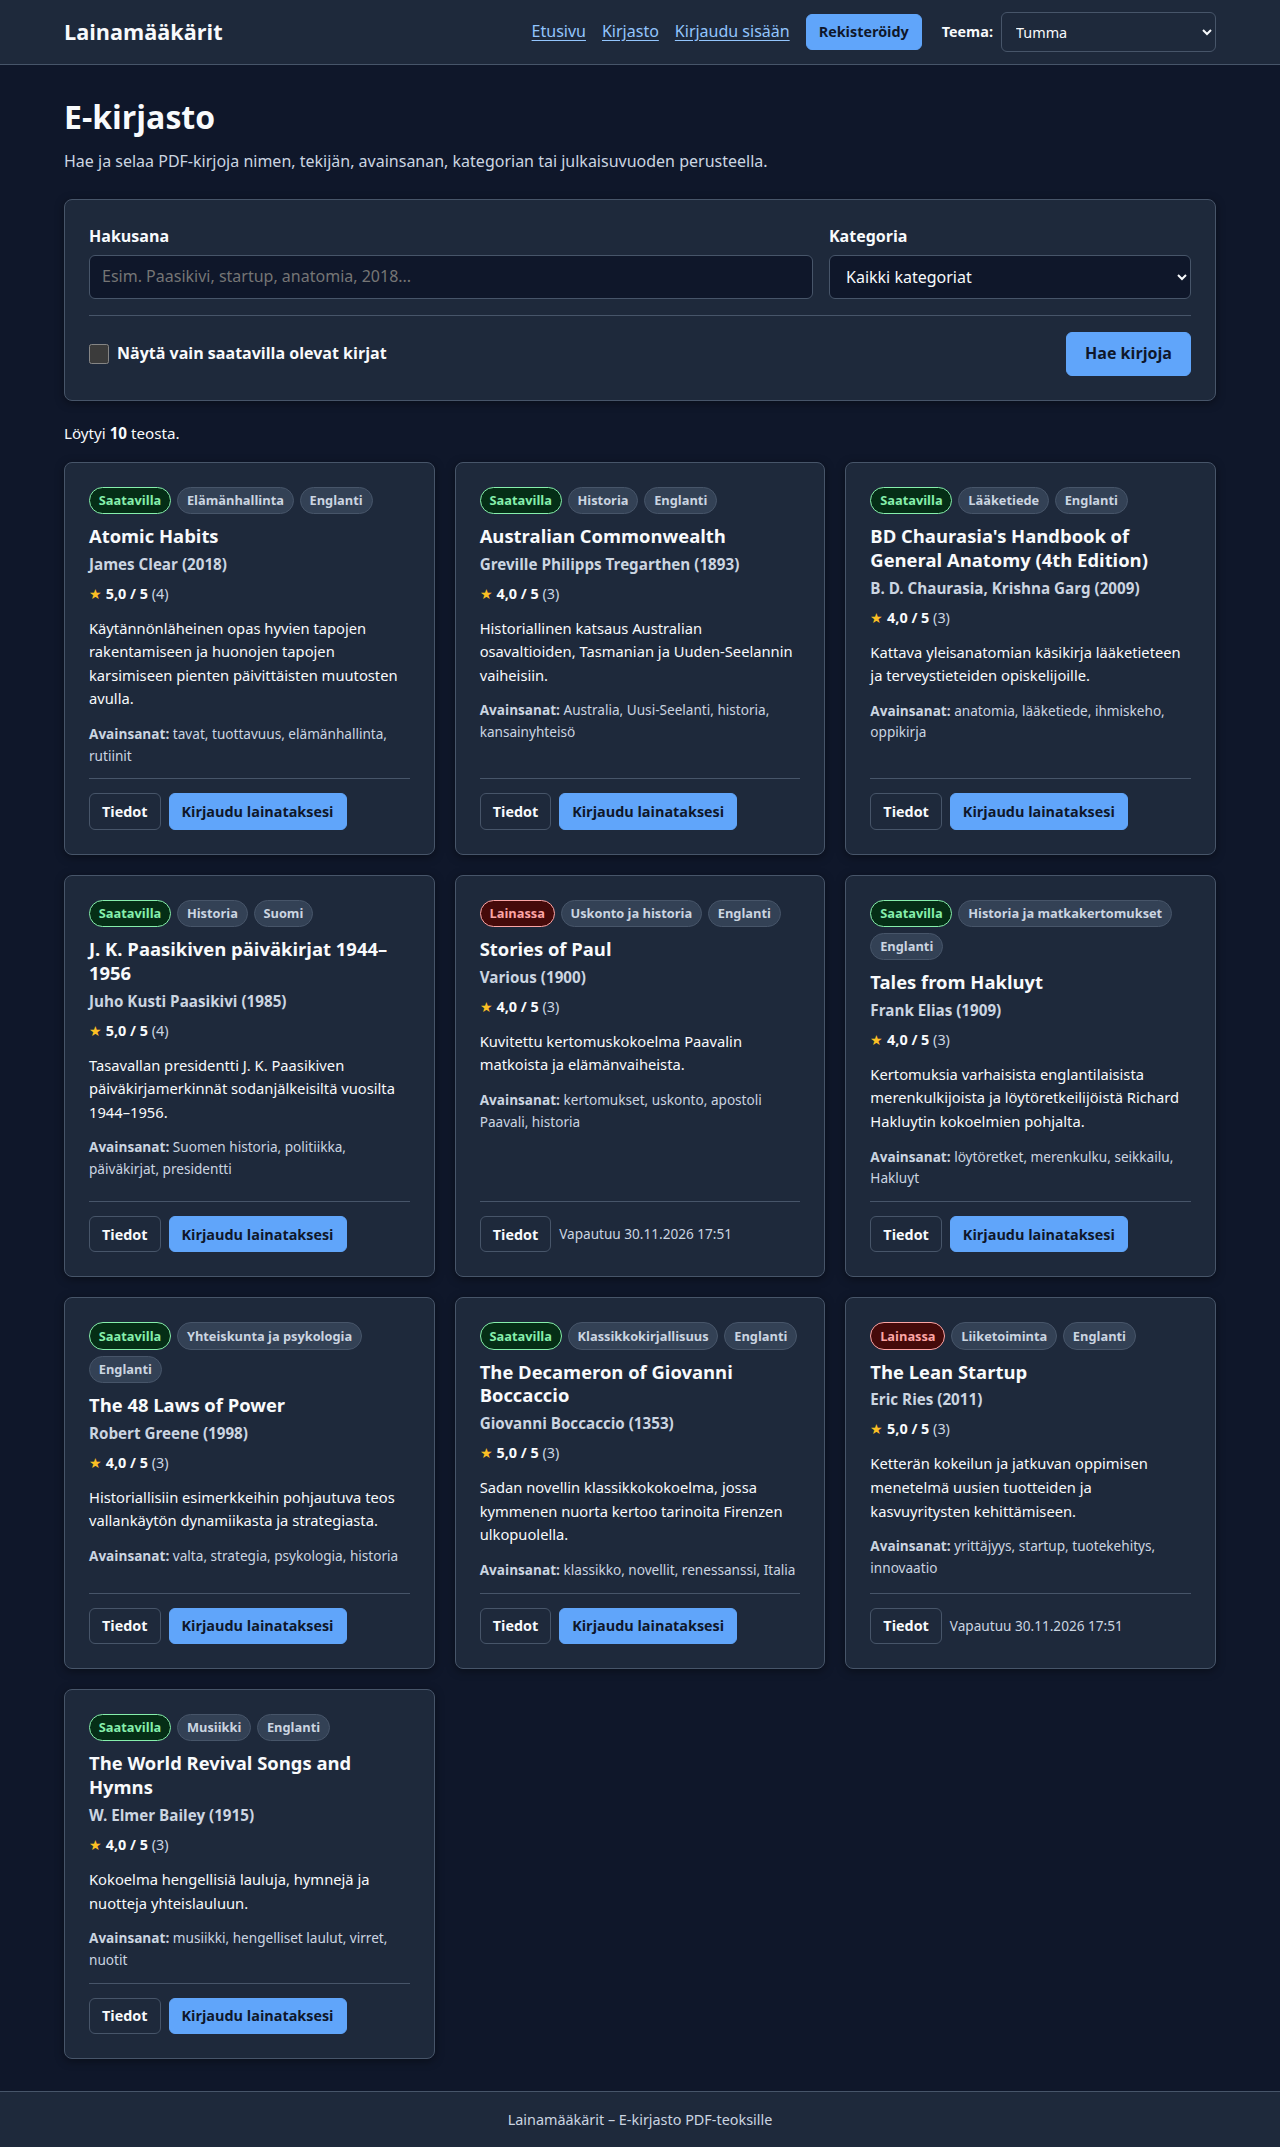 Lainamääkärit
Etusivu Kirjasto Kirjaudu sisään Rekisteröidy Teema: Tumma
E-kirjasto
Hae ja selaa PDF-kirjoja nimen, tekijän, avainsanan, kategorian tai julkaisuvuoden perusteella.
Hakusana
Esim. Paasikivi, startup, anatomia, 2018...
Kategoria
Kaikki kategoriat
Näytä vain saatavilla olevat kirjat
Hae kirjoja
Löytyi 10 teosta.
Saatavilla Elämänhallinta Englanti
Atomic Habits
James Clear (2018)
★ 5,0 / 5 (4)
Käytännönläheinen opas hyvien tapojen
rakentamiseen ja huonojen tapojen
karsimiseen pienten päivittäisten muutosten
avulla.
Avainsanat: tavat, tuottavuus, elämänhallinta,
rutiinit
Tiedot Kirjaudu lainataksesi
Saatavilla Historia Englanti
Australian Commonwealth
Greville Philipps Tregarthen (1893)
★ 4,0 / 5 (3)
Historiallinen katsaus Australian
osavaltioiden, Tasmanian ja Uuden-Seelannin
vaiheisiin.
Avainsanat: Australia, Uusi-Seelanti, historia,
kansainyhteisö
Tiedot Kirjaudu lainataksesi
Saatavilla Lääketiede Englanti
BD Chaurasia's Handbook of
General Anatomy (4th Edition)
B. D. Chaurasia, Krishna Garg (2009)
★ 4,0 / 5 (3)
Kattava yleisanatomian käsikirja lääketieteen
ja terveystieteiden opiskelijoille.
Avainsanat: anatomia, lääketiede, ihmiskeho,
oppikirja
Tiedot Kirjaudu lainataksesi
Saatavilla Historia Suomi
J. K. Paasikiven päiväkirjat 1944–
1956
Juho Kusti Paasikivi (1985)
★ 5,0 / 5 (4)
Tasavallan presidentti J. K. Paasikiven
päiväkirjamerkinnät sodanjälkeisiltä vuosilta
1944–1956.
Avainsanat: Suomen historia, politiikka,
päiväkirjat, presidentti
Tiedot Kirjaudu lainataksesi
Lainassa Uskonto ja historia Englanti
Stories of Paul
Various (1900)
★ 4,0 / 5 (3)
Kuvitettu kertomuskokoelma Paavalin
matkoista ja elämänvaiheista.
Avainsanat: kertomukset, uskonto, apostoli
Paavali, historia
Tiedot Vapautuu 30.11.2026 17:51
Saatavilla Historia ja matkakertomukset
Englanti
Tales from Hakluyt
Frank Elias (1909)
★ 4,0 / 5 (3)
Kertomuksia varhaisista englantilaisista
merenkulkijoista ja löytöretkeilijöistä Richard
Hakluytin kokoelmien pohjalta.
Avainsanat: löytöretket, merenkulku, seikkailu,
Hakluyt
Tiedot Kirjaudu lainataksesi
Saatavilla Yhteiskunta ja psykologia
Englanti
The 48 Laws of Power
Robert Greene (1998)
★ 4,0 / 5 (3)
Historiallisiin esimerkkeihin pohjautuva teos
vallankäytön dynamiikasta ja strategiasta.
Avainsanat: valta, strategia, psykologia, historia
Tiedot Kirjaudu lainataksesi
Saatavilla Klassikkokirjallisuus Englanti
The Decameron of Giovanni
Boccaccio
Giovanni Boccaccio (1353)
★ 5,0 / 5 (3)
Sadan novellin klassikkokokoelma, jossa
kymmenen nuorta kertoo tarinoita Firenzen
ulkopuolella.
Avainsanat: klassikko, novellit, renessanssi, Italia
Tiedot Kirjaudu lainataksesi
Lainassa Liiketoiminta Englanti
The Lean Startup
Eric Ries (2011)
★ 5,0 / 5 (3)
Ketterän kokeilun ja jatkuvan oppimisen
menetelmä uusien tuotteiden ja
kasvuyritysten kehittämiseen.
Avainsanat: yrittäjyys, startup, tuotekehitys,
innovaatio
Tiedot Vapautuu 30.11.2026 17:51
Saatavilla Musiikki Englanti
The World Revival Songs and
Hymns
W. Elmer Bailey (1915)
★ 4,0 / 5 (3)
Kokoelma hengellisiä lauluja, hymnejä ja
nuotteja yhteislauluun.
Avainsanat: musiikki, hengelliset laulut, virret,
nuotit
Tiedot Kirjaudu lainataksesi
Lainamääkärit – E-kirjasto PDF-teoksille